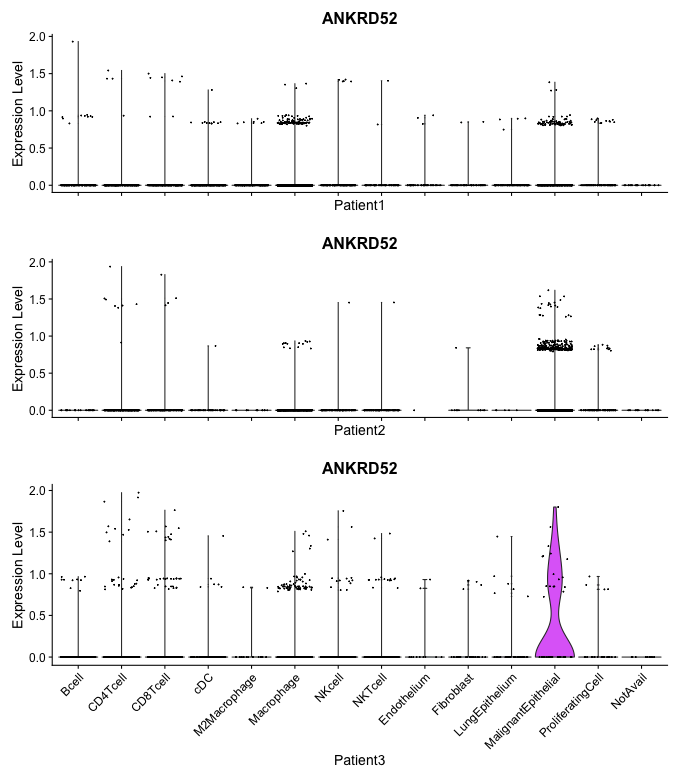 ANKRD52
Expression Level
2.0
1.5
1.0
0.5
0.0
Patient1
ANKRD52
Expression Level
2.0
1.5
1.0
0.5
0.0
Patient2
ANKRD52
Expression Level
2.0
1.5
1.0
0.5
0.0
Bcell
CD4Tcell
CD8Tcell
cDC
M2Macrophage
Macrophage
NKcell
NKTcell
Endothelium
Fibroblast
LungEpithelium
MalignantEpithelial
ProliferatingCell
NotAvail
Patient3